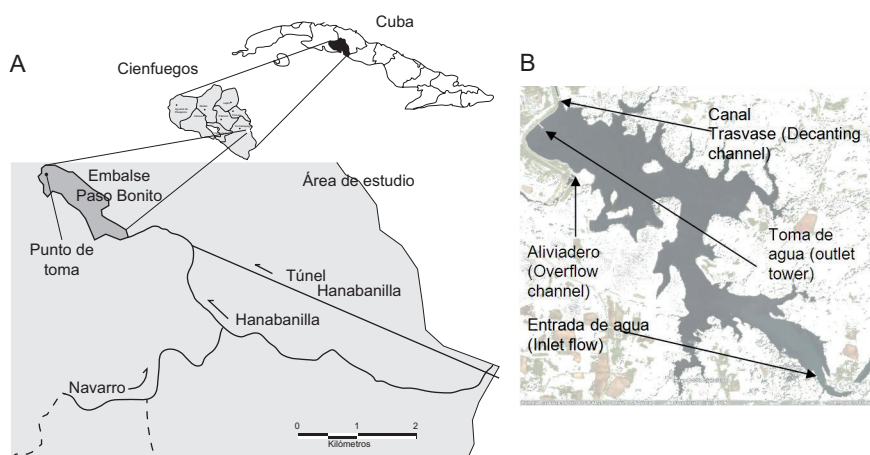 A
Cuba
Cienfuegos
Embalse
Paso Bonito
Área de estudio
Punto de
toma
Túnel
Hanabanilla
Hanabanilla
Navarro
0
1
2
Kilómetros
B
Canal
Trasvase (Decanting
channel)
Toma de
agua (outlet
tower)
Aliviadero
(Overflow
channel)
Entrada de agua
(Inlet flow)